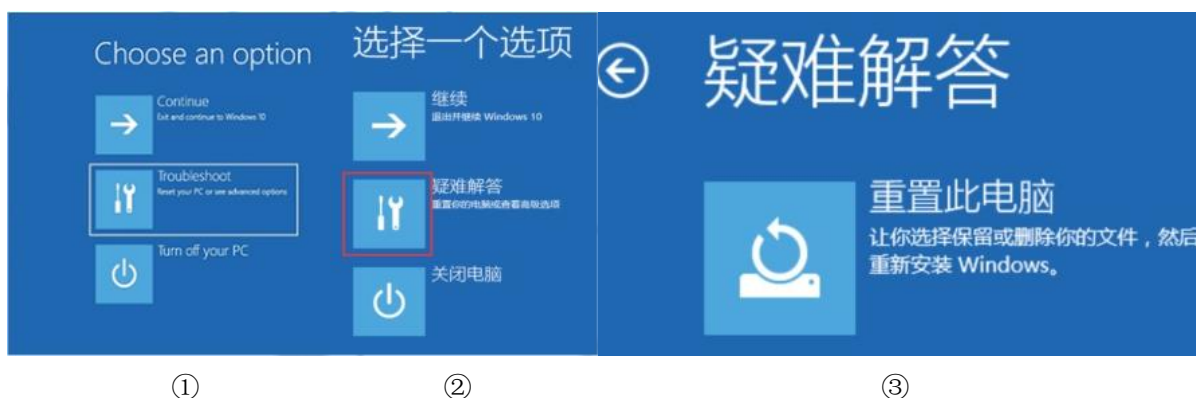 Choose an option
Continue
Exit and continue to Windows 10
Troubleshoot
Reset your PC or see advanced options
Turn off your PC
选择一个选项
继续
退出并继续 Windows 10
疑难解答
重置你的电脑或查看高级选项
关闭电脑
疑难解答
重置此电脑
让你选择保留或删除你的文件，然后
重新安装 Windows。
①
②
③